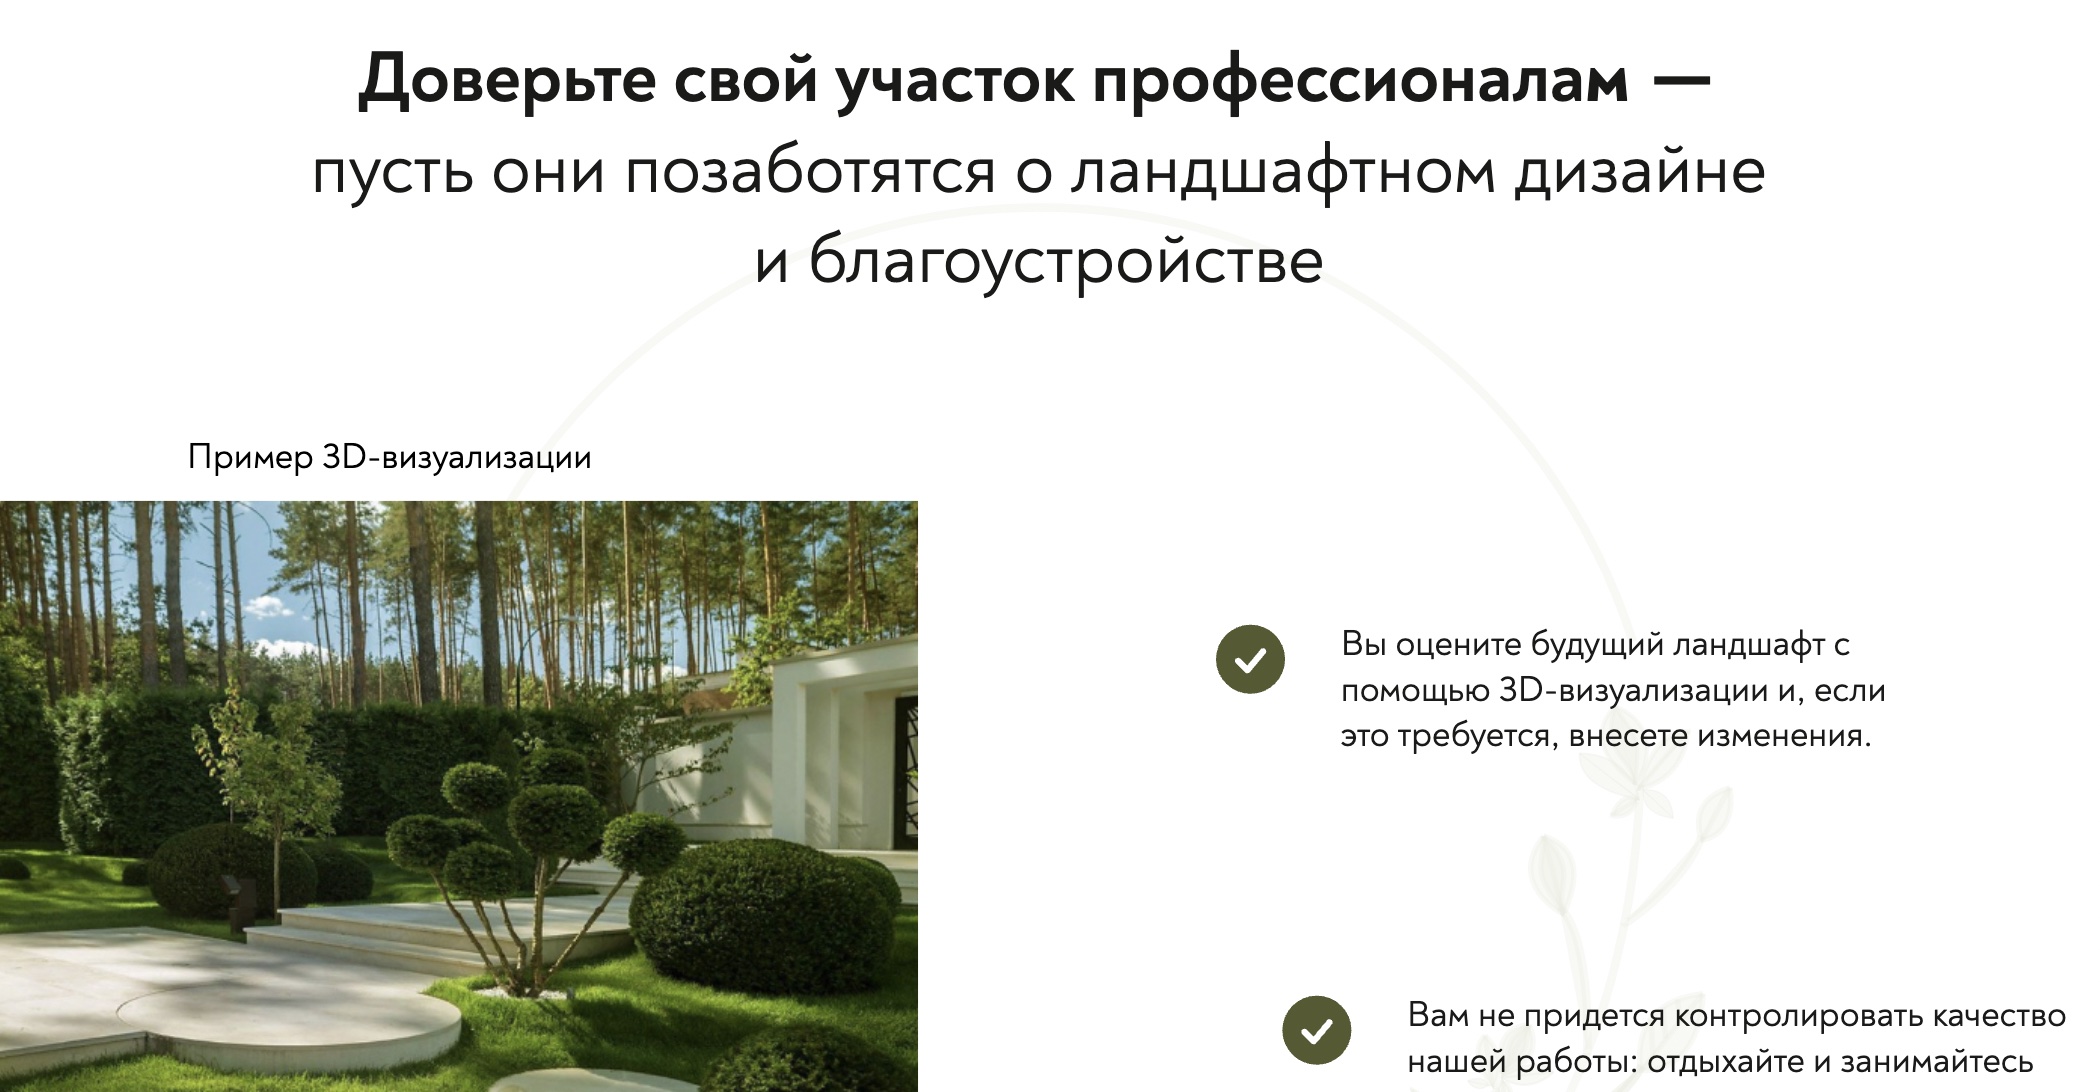 Доверьте свой участок профессионалам —
пусть они позаботятся о ландшафтном дизайне
и благоустройстве
Пример 3D-визуализации
Вы оцените будущий ландшафт с
помощью 3D-визуализации и, если
это требуется, внесете изменения.
Вам не придется контролировать качество
нашей работы: отдыхайте и занимайтесь